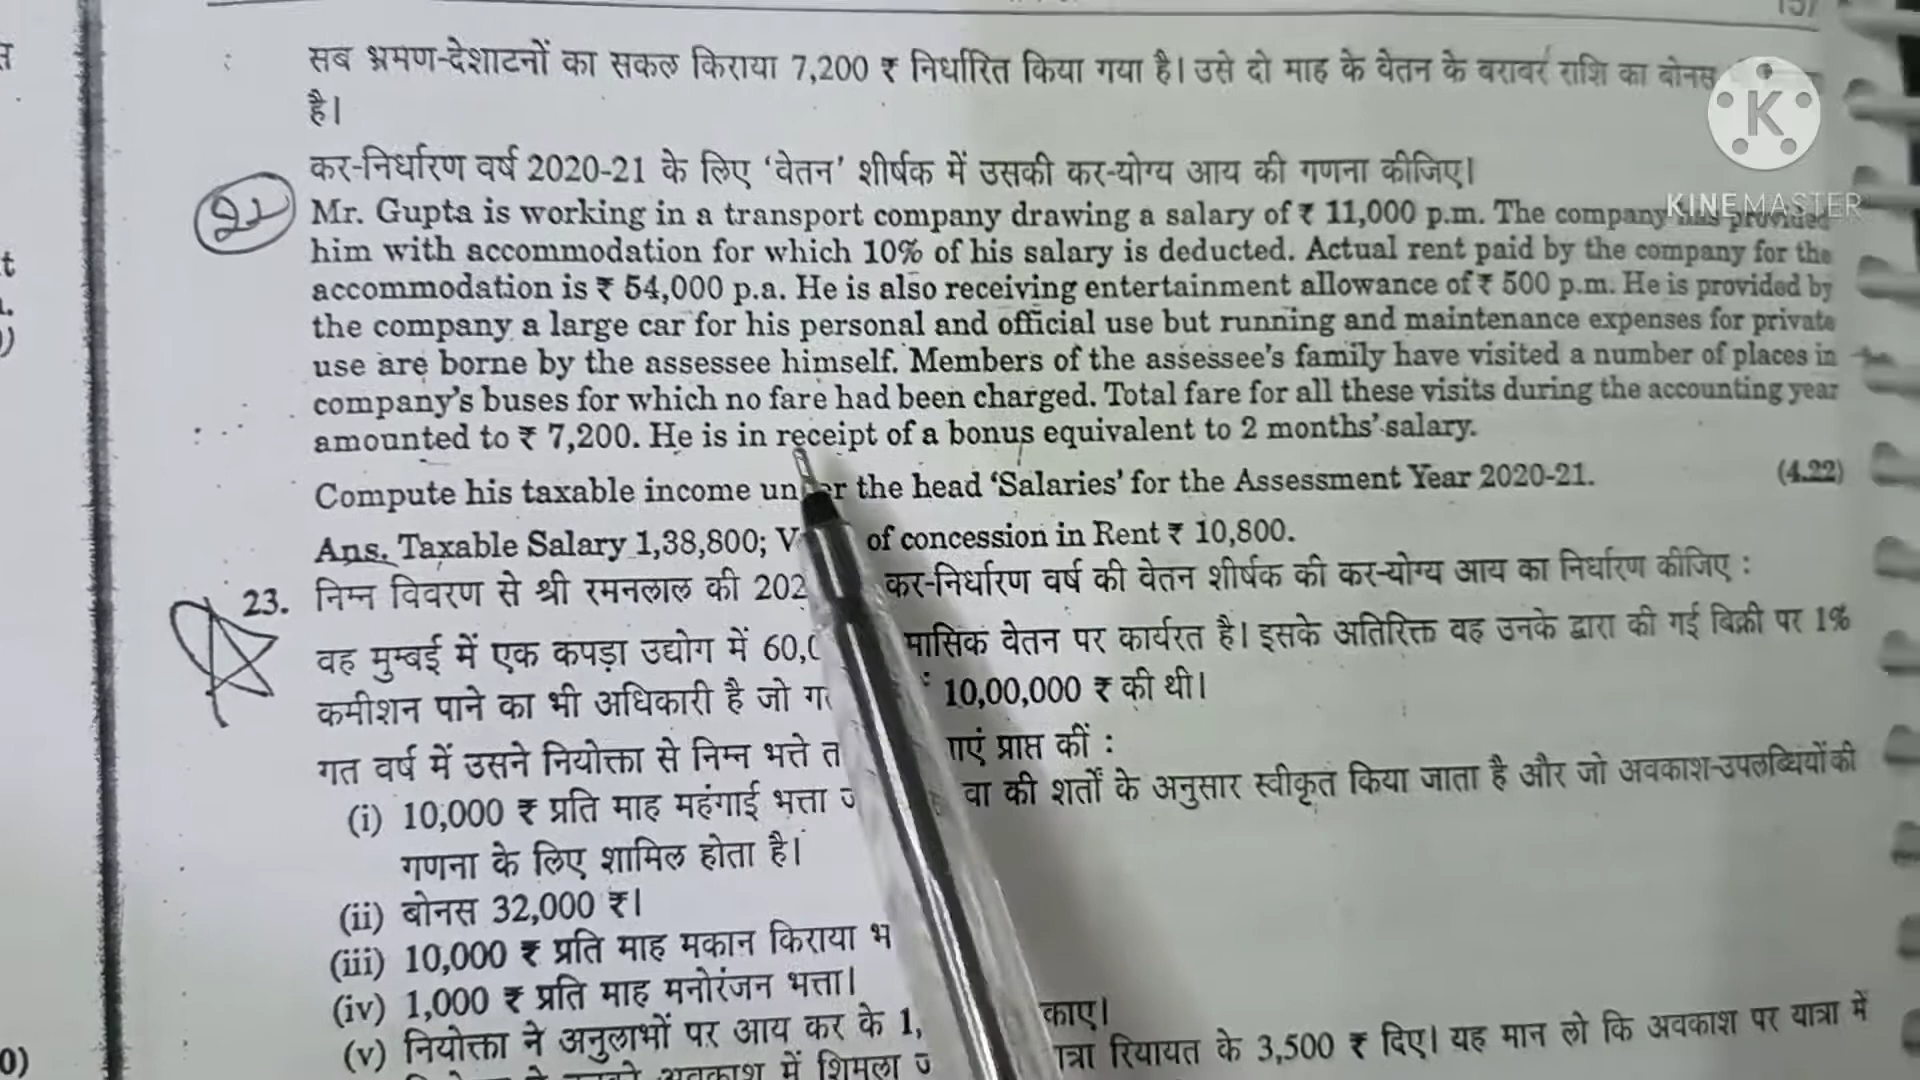 157
सब भ्रमण-देशाटनों का सकल किराया 7,200 ₹ निर्धारित किया गया है। उसे दो माह के वेतन के बराबर राशि का बोनस
है।
कर-निर्धारण वर्ष 2020-21 के लिए ‘वेतन’ शीर्षक में उसकी कर-योग्य आय की गणना कीजिए।
K
KINEMASTER
22 Mr. Gupta is working in a transport company drawing a salary of ₹ 11,000 p.m. The company has provided
him with accommodation for which 10% of his salary is deducted. Actual rent paid by the company for the
accommodation is ₹ 54,000 p.a. He is also receiving entertainment allowance of ₹ 500 p.m. He is provided by
the company a large car for his personal and official use but running and maintenance expenses for private
use are borne by the assessee himself. Members of the assessee’s family have visited a number of places in
company’s buses for which no fare had been charged. Total fare for all these visits during the accounting year
amounted to ₹ 7,200. He is in receipt of a bonus equivalent to 2 months’ salary.
Compute his taxable income under the head ‘Salaries’ for the Assessment Year 2020-21. (4.22)
Ans. Taxable Salary 1,38,800; of concession in Rent ₹ 10,800.
23. निम्न विवरण से श्री रमनलाल की 202 कर-निर्धारण वर्ष की वेतन शीर्षक की कर-योग्य आय का निर्धारण कीजिए :
वह मुम्बई में एक कपड़ा उद्योग में 60,0 मासिक वेतन पर कार्यरत है। इसके अतिरिक्त वह उनके द्वारा की गई बिक्री पर 1%
कमीशन पाने का भी अधिकारी है जो 10,00,000 ₹ की थी।
गत वर्ष में उसने नियोक्ता से निम्न भत्ते प्राप्त कीं :
(i) 10,000 ₹ प्रति माह महंगाई भत्ता की शर्तों के अनुसार स्वीकृत किया जाता है और जो अवकाश-उपलब्धियों की
गणना के लिए शामिल होता है।
(ii) बोनस 32,000 ₹।
(iii) 10,000 ₹ प्रति माह मकान किराया
(iv) 1,000 ₹ प्रति माह मनोरंजन भत्ता।
(v) नियोक्ता ने अनुलाभों पर आय कर के 1,
रियायत के 3,500 ₹ दिए। यह मान लो कि अवकाश पर यात्रा में
अवकाश में शिमला
0)